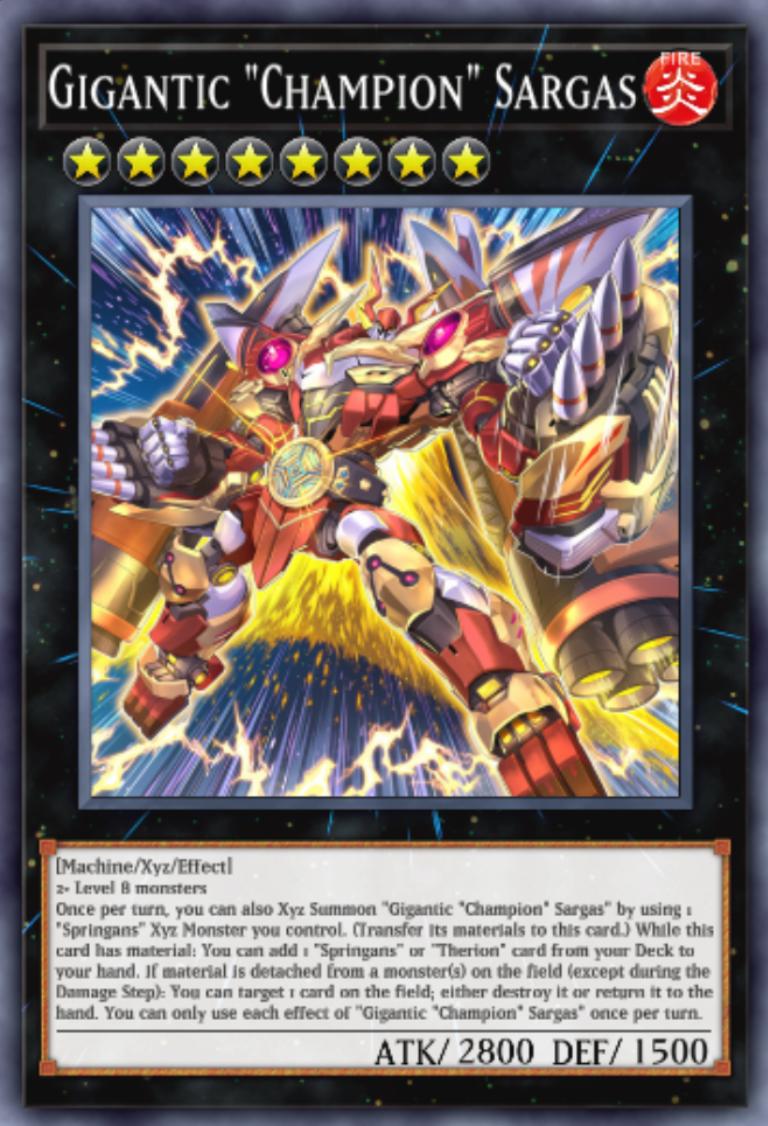 Gigantic "Champion" Sargas
FIRE
炎
[Machine/Xyz/Effect]
2+ Level 8 monsters
Once per turn, you can also Xyz Summon "Gigantic "Champion" Sargas" by using 1
"Springans" Xyz Monster you control. (Transfer its materials to this card.) While this
card has material: You can add 1 "Springans" or "Therion" card from your Deck to
your hand. If material is detached from a monster(s) on the field (except during the
Damage Step): You can target 1 card on the field; either destroy it or return it to the
hand. You can only use each effect of "Gigantic "Champion" Sargas" once per turn.
ATK/ 2800 DEF/ 1500